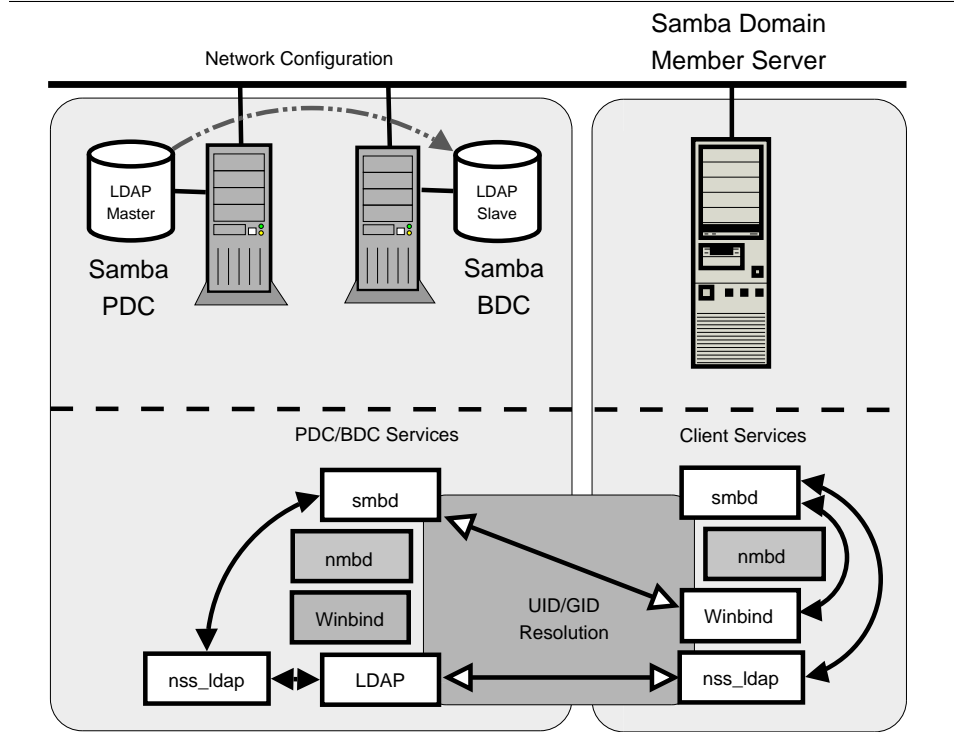 Samba Domain
Member Server
Network Configuration
LDAP
Master
LDAP
Slave
Samba
PDC
Samba
BDC
PDC/BDC Services
Client Services
smbd
smbd
nmbd
nmbd
Winbind
UID/GID
Resolution
Winbind
nss_ldap
LDAP
nss_ldap